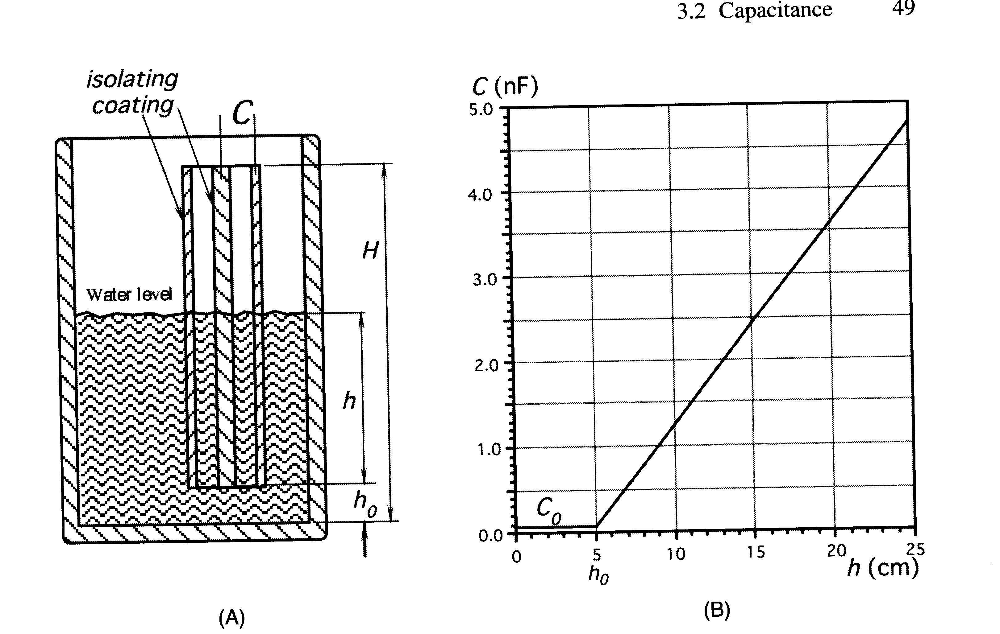 3.2 Capacitance 49
isolating
coating
C
H
Water level
h
h0
(A)
C (nF)
5.0
4.0
3.0
2.0
1.0
0.0
C0
0 5 10 15 20 25
h0
h (cm)
(B)